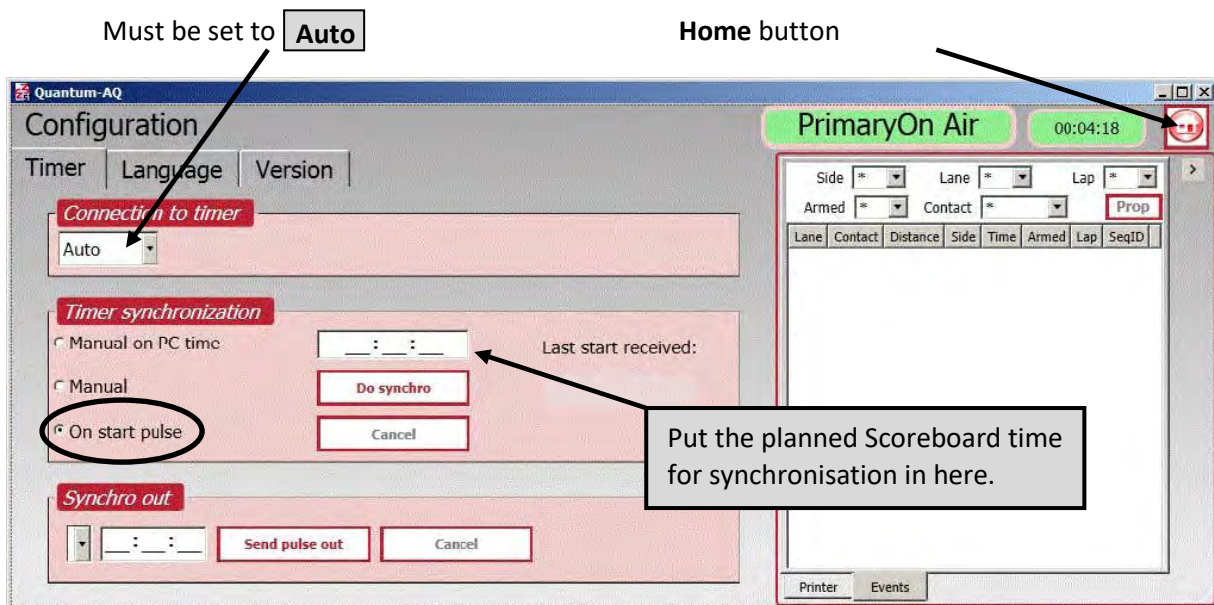 Must be set to Auto
Home button
Quantum-AQ
Configuration
PrimaryOn Air
00:04:18
Timer Language Version
Connection to timer
Auto
Timer synchronization
Manual on PC time
__:__:__
Last start received:
Manual
Do synchro
On start pulse
Cancel
Put the planned Scoreboard time
for synchronisation in here.
Synchro out
__:__:__
Send pulse out
Cancel
Side * Lane * Lap *
Armed * Contact * Prop
Lane Contact Distance Side Time Armed Lap SeqID
>
Printer Events